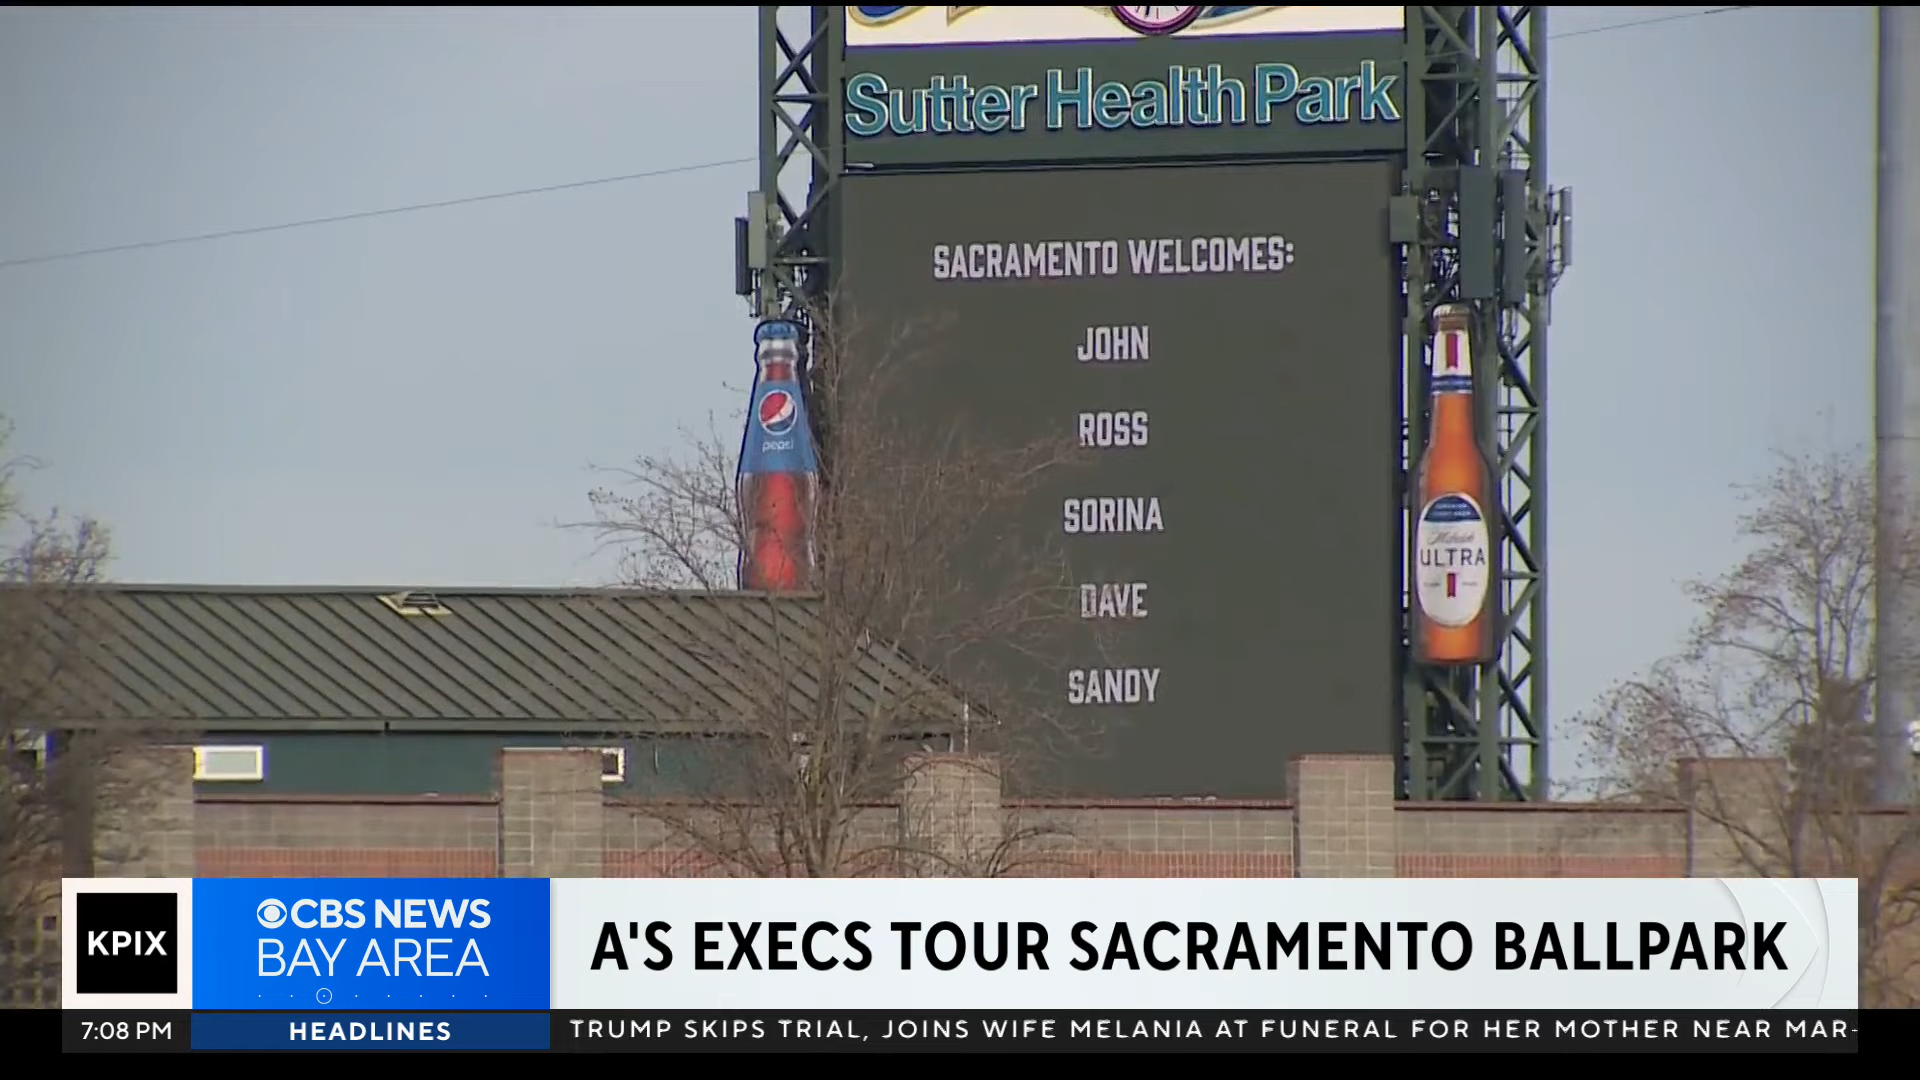 Sutter Health Park
SACRAMENTO WELCOMES:
JOHN
ROSS
SORINA
DAVE
SANDY
pepsi
Michelob
ULTRA
KPIX
CBS NEWS
BAY AREA
A'S EXECS TOUR SACRAMENTO BALLPARK
7:08 PM
HEADLINES
TRUMP SKIPS TRIAL, JOINS WIFE MELANIA AT FUNERAL FOR HER MOTHER NEAR MAR-